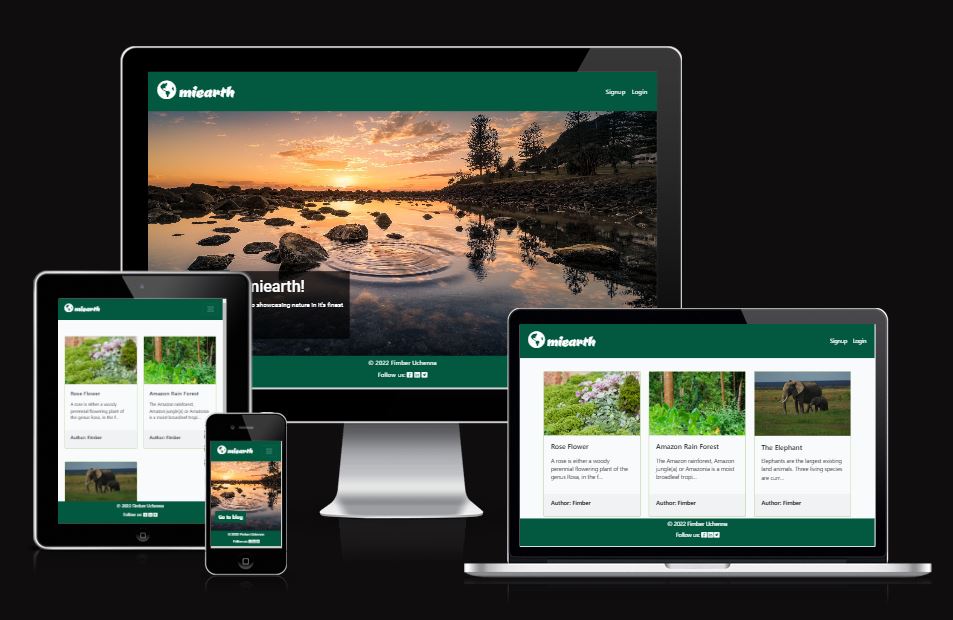 miearth
Signup Login
miearth!
o showcasing nature in it's finest
© 2022 Fimber Uchenna
Follow us:
miearth
Rose Flower
A rose is either a woody
perennial flowering plant of
the genus Rosa, in the f...
Author: Fimber
Amazon Rain Forest
The Amazon rainforest,
Amazon jungle(s) or Amazonia
is a moist broadleaf tropi...
Author: Fimber
© 2022 Fimber Uchenna
Follow us:
miearth
Go to blog
© 2022 Fimber Uchenna
Follow us:
miearth
Signup Login
Rose Flower
A rose is either a woody
perennial flowering plant of the
genus Rosa, in the f...
Author: Fimber
Amazon Rain Forest
The Amazon rainforest, Amazon
jungle(s) or Amazonia is a moist
broadleaf tropi...
Author: Fimber
The Elephant
Elephants are the largest existing
land animals. Three living species
are curr...
Author: Fimber
© 2022 Fimber Uchenna
Follow us: